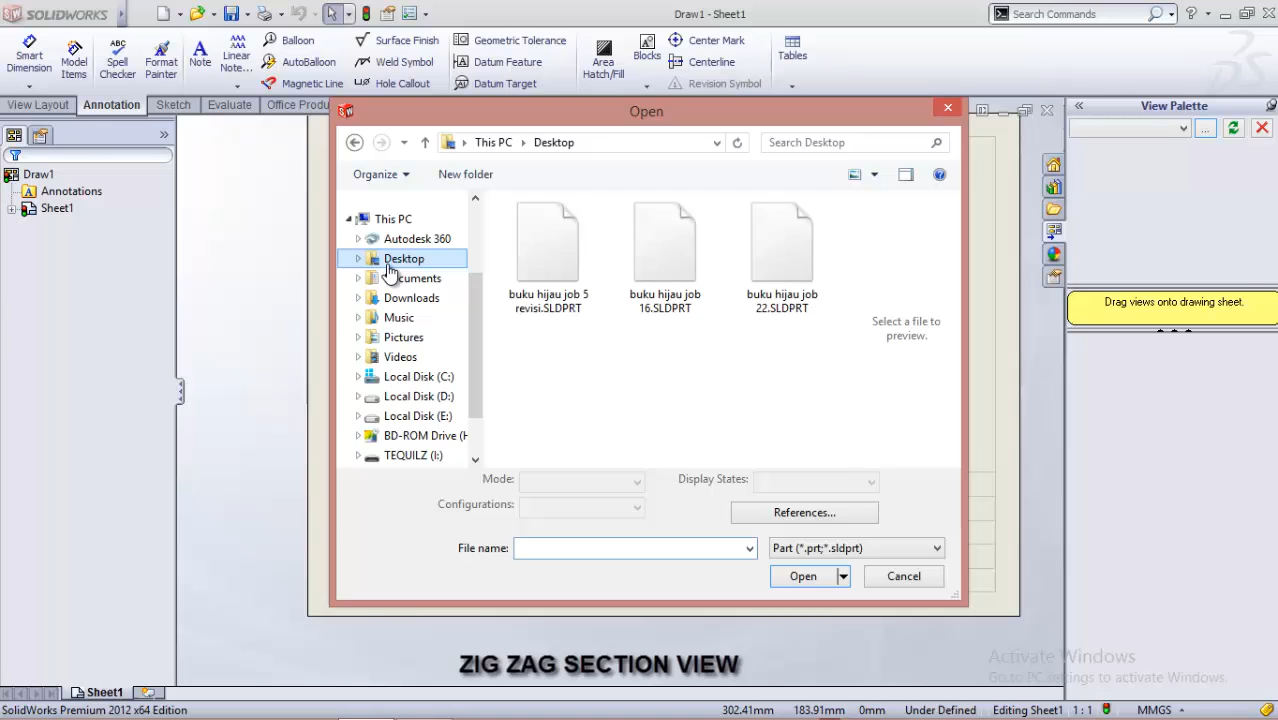 SOLIDWORKS
Draw1 - Sheet1
Search Commands
Smart
Dimension
Model
Items
Spell
Checker
Format
Painter
Note
Linear
Note...
Balloon
AutoBalloon
Magnetic Line
Surface Finish
Weld Symbol
Hole Callout
Geometric Tolerance
Datum Feature
Datum Target
Area
Hatch/Fill
Blocks
Center Mark
Centerline
Revision Symbol
Tables
View Layout
Annotation
Sketch
Evaluate
Office Produ
Draw1
Annotations
Sheet1
Open
This PC
Desktop
Search Desktop
Organize
New folder
This PC
Autodesk 360
Desktop
cuments
Downloads
Music
Pictures
Videos
Local Disk (C:)
Local Disk (D:)
Local Disk (E:)
BD-ROM Drive (H
TEQUILZ (I:)
buku hijau job 5
revisi.SLDPRT
buku hijau job
16.SLDPRT
buku hijau job
22.SLDPRT
Select a file to
preview.
Mode:
Display States:
Configurations:
References...
File name:
Part (*.prt;*.sldprt)
Open
Cancel
View Palette
...
Drag views onto drawing sheet.
ZIG ZAG SECTION VIEW
Activate Windows
Go to PC settings to activate Windows.
Sheet1
SolidWorks Premium 2012 x64 Edition
302.41mm
183.91mm
0mm
Under Defined
Editing Sheet1
1 : 1
MMGS